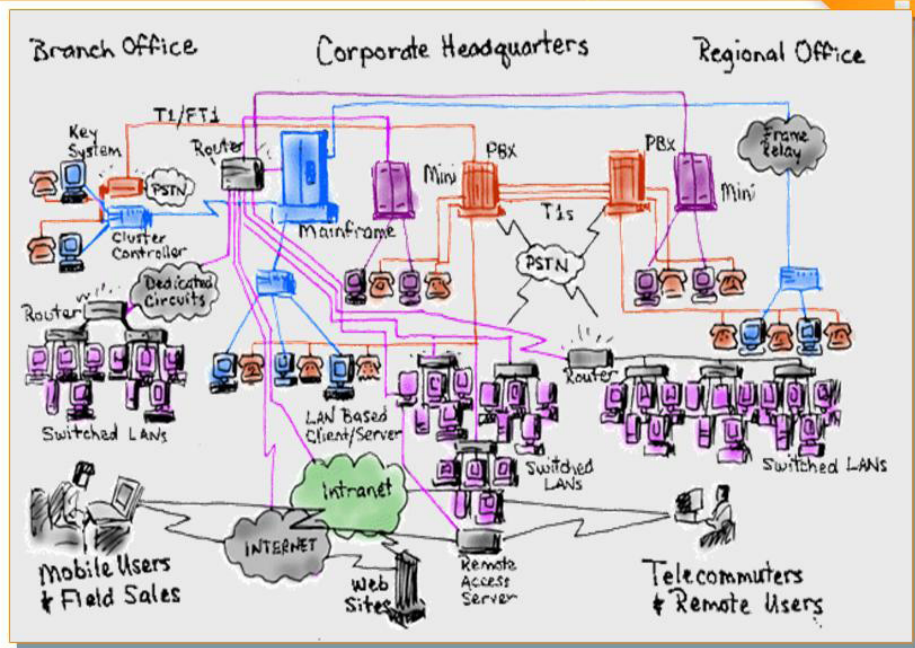 Branch Office
Corporate Headquarters
Regional Office
T1/FT1
Key
System
PSTN
Cluster
Controller
Router
Mainframe
Mini
PBX
T1s
PSTN
PBX
Mini
Frame
Relay
Dedicated
Circuits
Router
Switched LANs
LAN Based
Client/Server
Switched
LANs
Router
Switched LANs
Intranet
INTERNET
Mobile Users
& Field Sales
Web
Sites
Remote
Access
Server
Telecommuters
& Remote Users